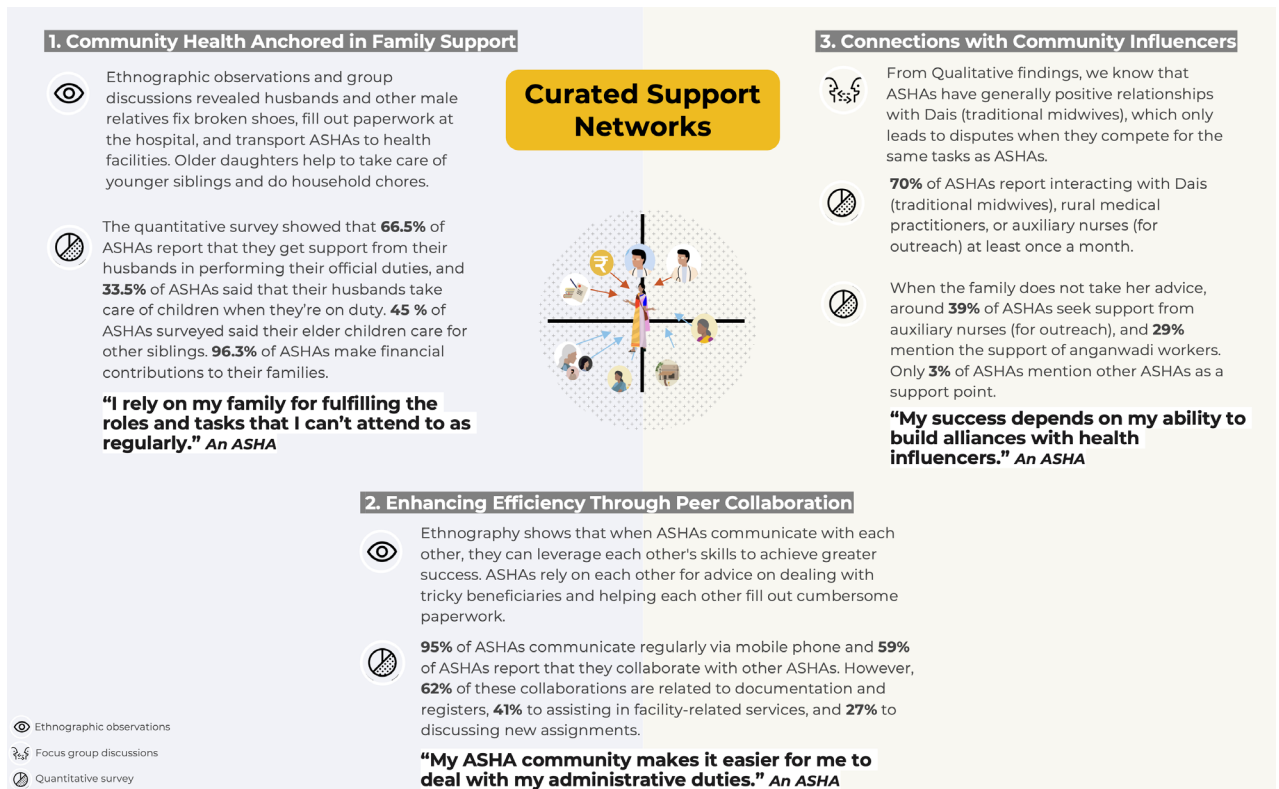 1. Community Health Anchored in Family Support
Ethnographic observations and group
discussions revealed husbands and other male
relatives fix broken shoes, fill out paperwork at
the hospital, and transport ASHAs to health
facilities. Older daughters help to take care of
younger siblings and do household chores.
The quantitative survey showed that 66.5% of
ASHAs report that they get support from their
husbands in performing their official duties, and
33.5% of ASHAs said that their husbands take
care of children when they're on duty. 45 % of
ASHAs surveyed said their elder children care for
other siblings. 96.3% of ASHAs make financial
contributions to their families.
“I rely on my family for fulfilling the
roles and tasks that I can’t attend to as
regularly.” An ASHA
Curated Support
Networks
₹
3. Connections with Community Influencers
From Qualitative findings, we know that
ASHAs have generally positive relationships
with Dais (traditional midwives), which only
leads to disputes when they compete for the
same tasks as ASHAs.
70% of ASHAs report interacting with Dais
(traditional midwives), rural medical
practitioners, or auxiliary nurses (for
outreach) at least once a month.
When the family does not take her advice,
around 39% of ASHAs seek support from
auxiliary nurses (for outreach), and 29%
mention the support of anganwadi workers.
Only 3% of ASHAs mention other ASHAs as a
support point.
“My success depends on my ability to
build alliances with health
influencers.” An ASHA
2. Enhancing Efficiency Through Peer Collaboration
Ethnography shows that when ASHAs communicate with each
other, they can leverage each other's skills to achieve greater
success. ASHAs rely on each other for advice on dealing with
tricky beneficiaries and helping each other fill out cumbersome
paperwork.
95% of ASHAs communicate regularly via mobile phone and 59%
of ASHAs report that they collaborate with other ASHAs. However,
62% of these collaborations are related to documentation and
registers, 41% to assisting in facility-related services, and 27% to
discussing new assignments.
“My ASHA community makes it easier for me to
deal with my administrative duties.” An ASHA
Ethnographic observations
Focus group discussions
Quantitative survey